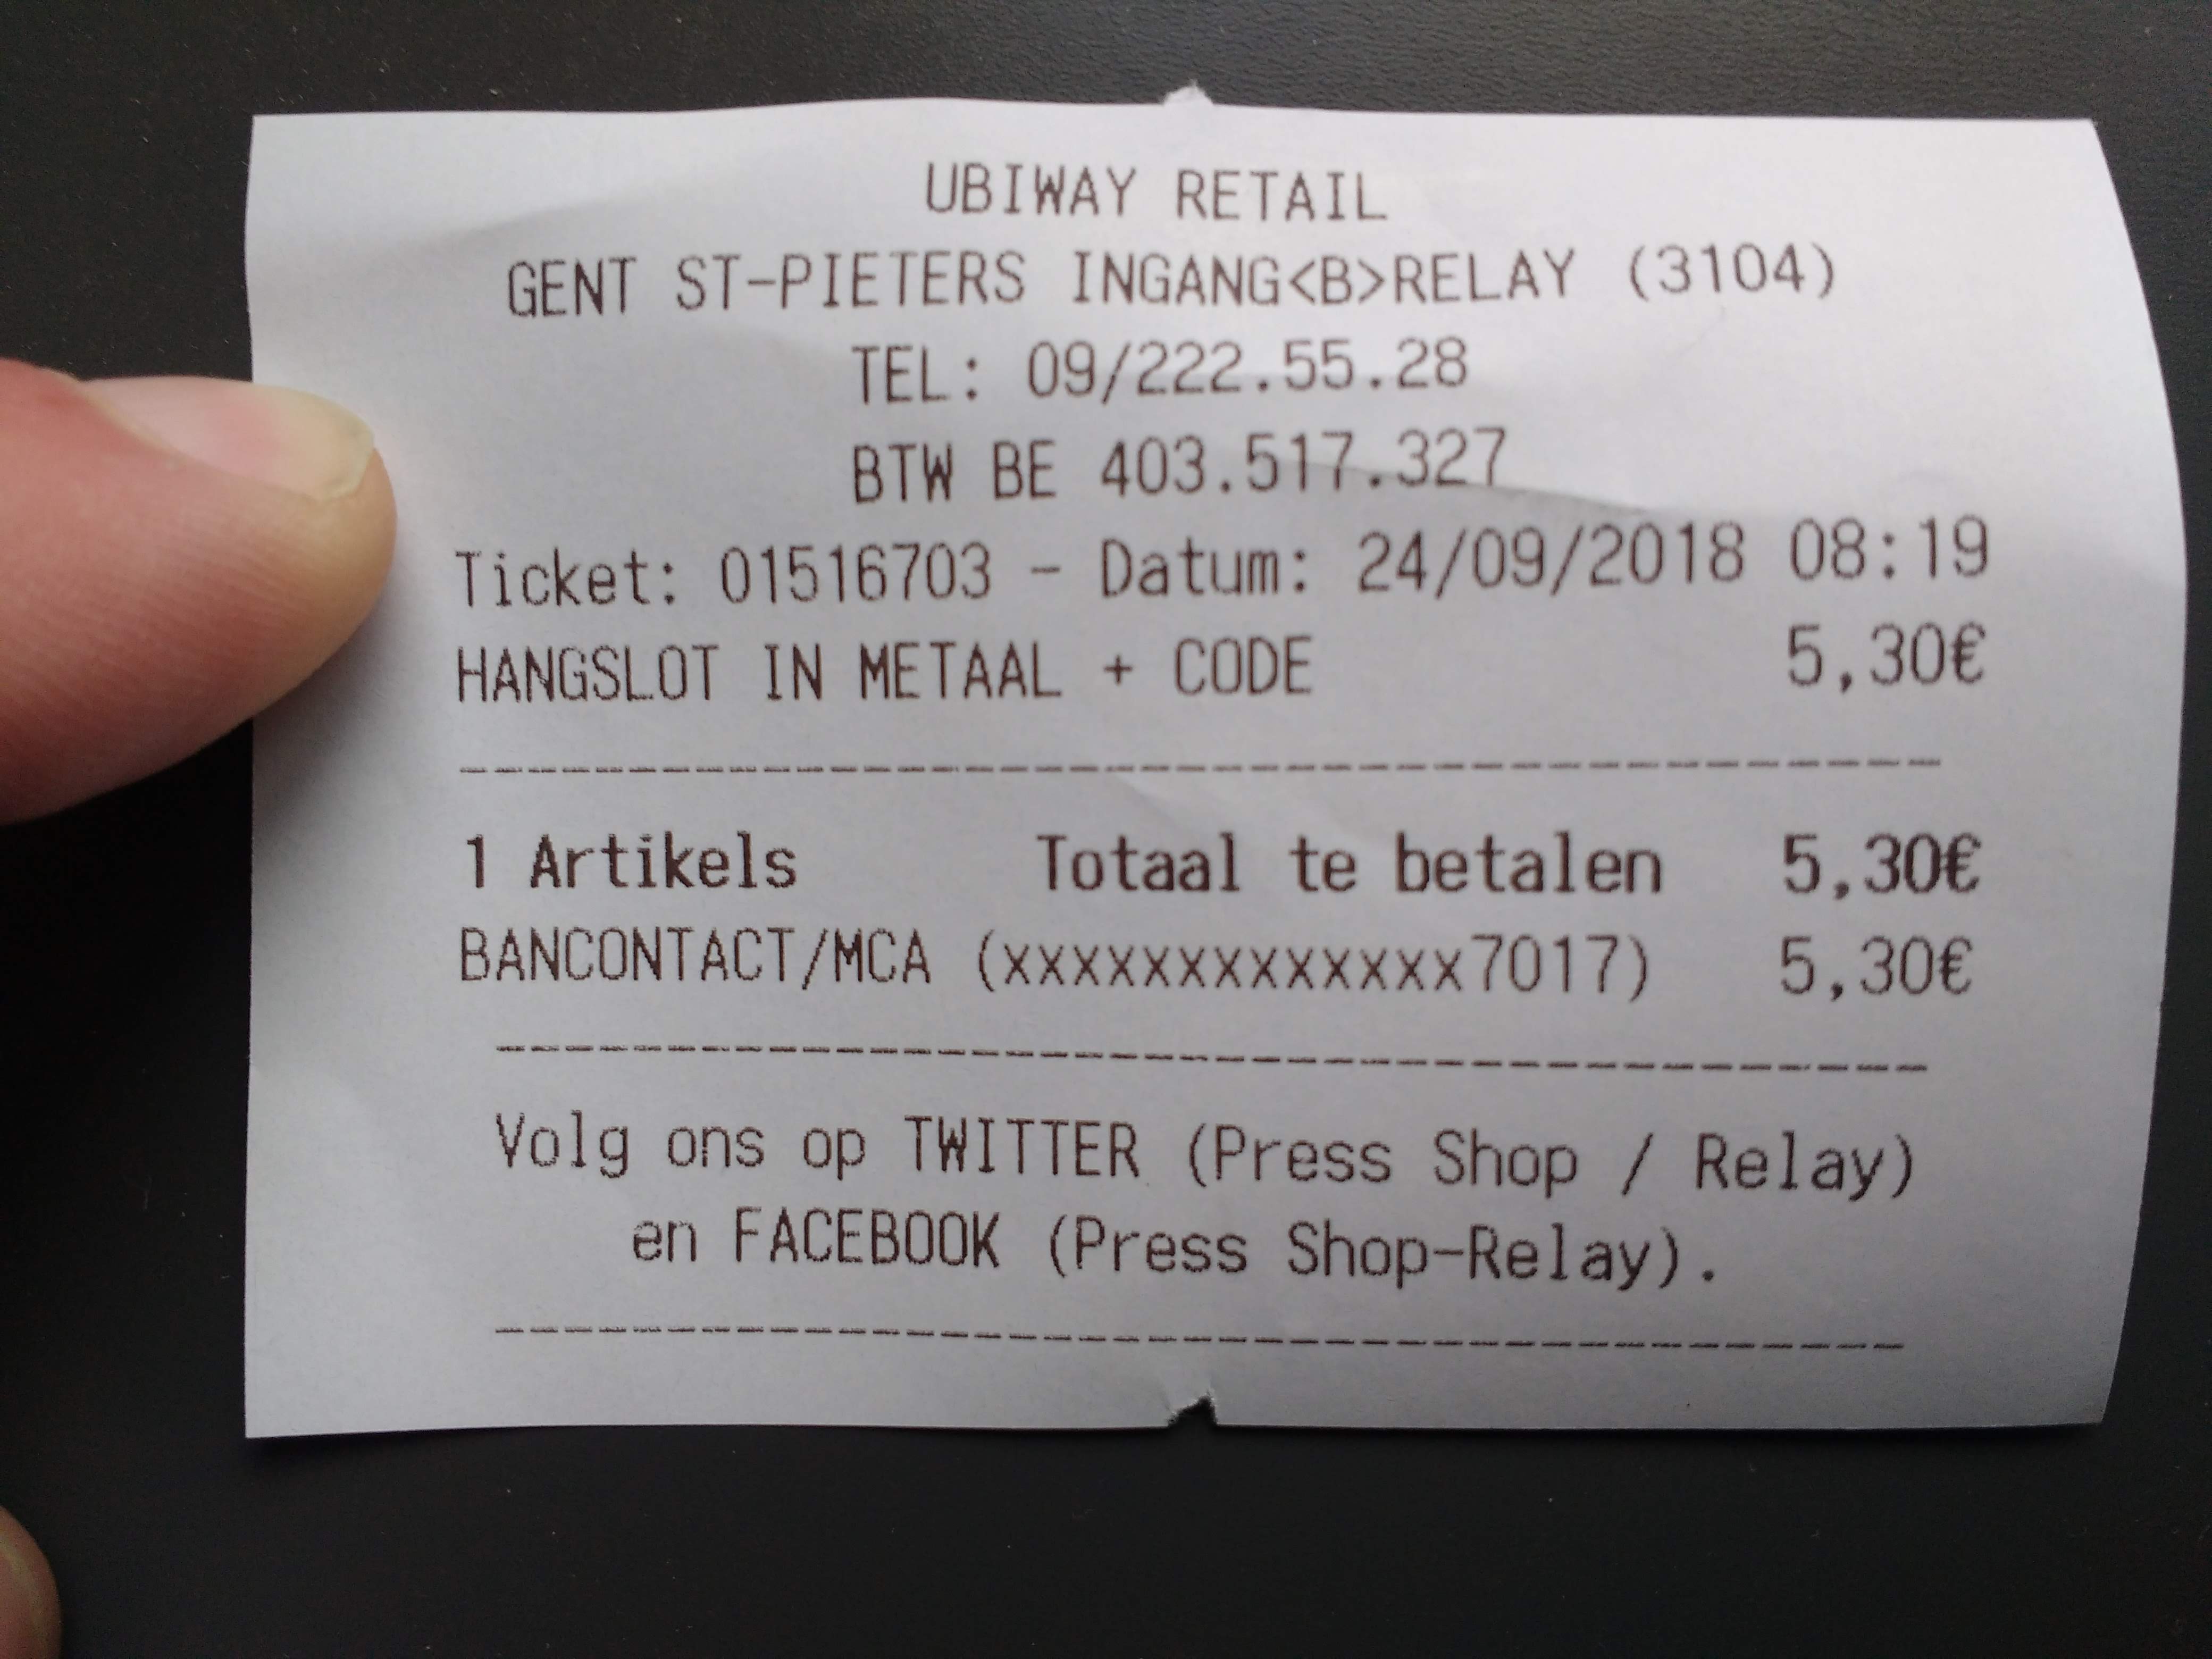 UBIWAY RETAIL
GENT ST-PIETERS INGANG<B>RELAY (3104)
TEL: 09/222.55.28
BTW BE 403.517.327
Ticket: 01516703 - Datum: 24/09/2018 08:19
HANGSLOT IN METAAL + CODE 5,30€
1 Artikels Totaal te betalen 5,30€
BANCONTACT/MCA (xxxxxxxxxxxxx7017) 5,30€
Volg ons op TWITTER (Press Shop / Relay)
en FACEBOOK (Press Shop-Relay).